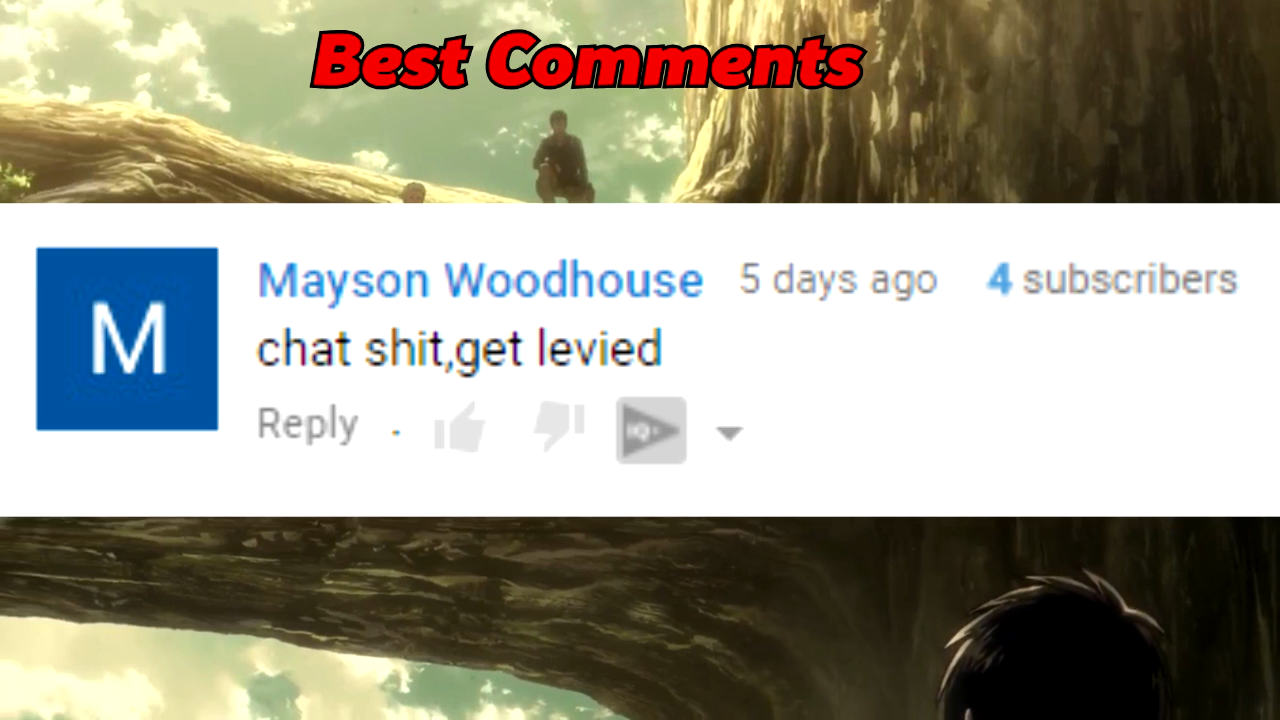 Best Comments
Mayson Woodhouse 5 days ago 4 subscribers
chat shit,get levied
Reply
M